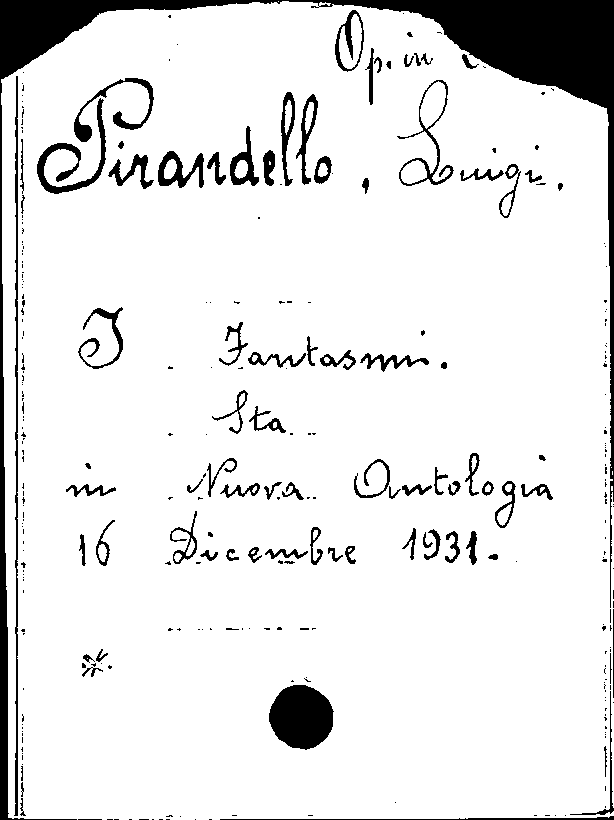 Op. in
Pirandello, Luigi.
I Fantasmi.
Sta
in Nuova Antologia
16 Dicembre 1931.
*